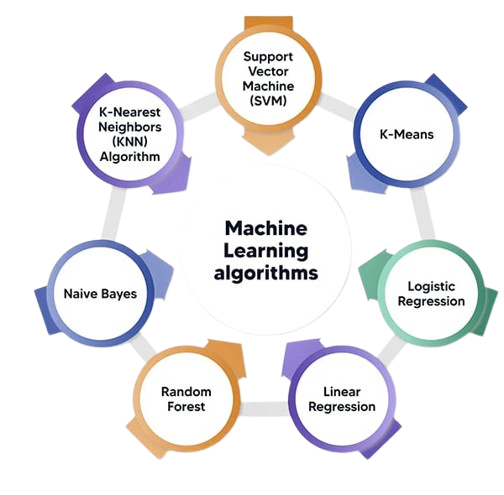 Support
Vector
Machine
(SVM)
K-Means
Logistic
Regression
Linear
Regression
Random
Forest
Naive Bayes
K-Nearest
Neighbors
(KNN)
Algorithm
Machine
Learning
algorithms